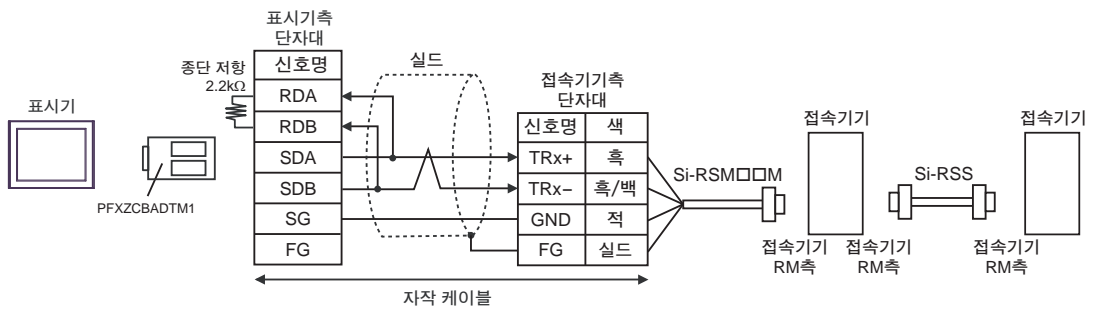 표시기
PFXZCBADTM1
종단 저항
2.2kΩ
표시기측
단자대
신호명
RDA
RDB
SDA
SDB
SG
FG
실드
접속기기측
단자대
신호명 색
TRx+ 흑
TRx− 흑/백
GND 적
FG 실드
자작 케이블
Si-RSM□□M
접속기기
접속기기
RM측
접속기기
RM측
Si-RSS
접속기기
접속기기
RM측